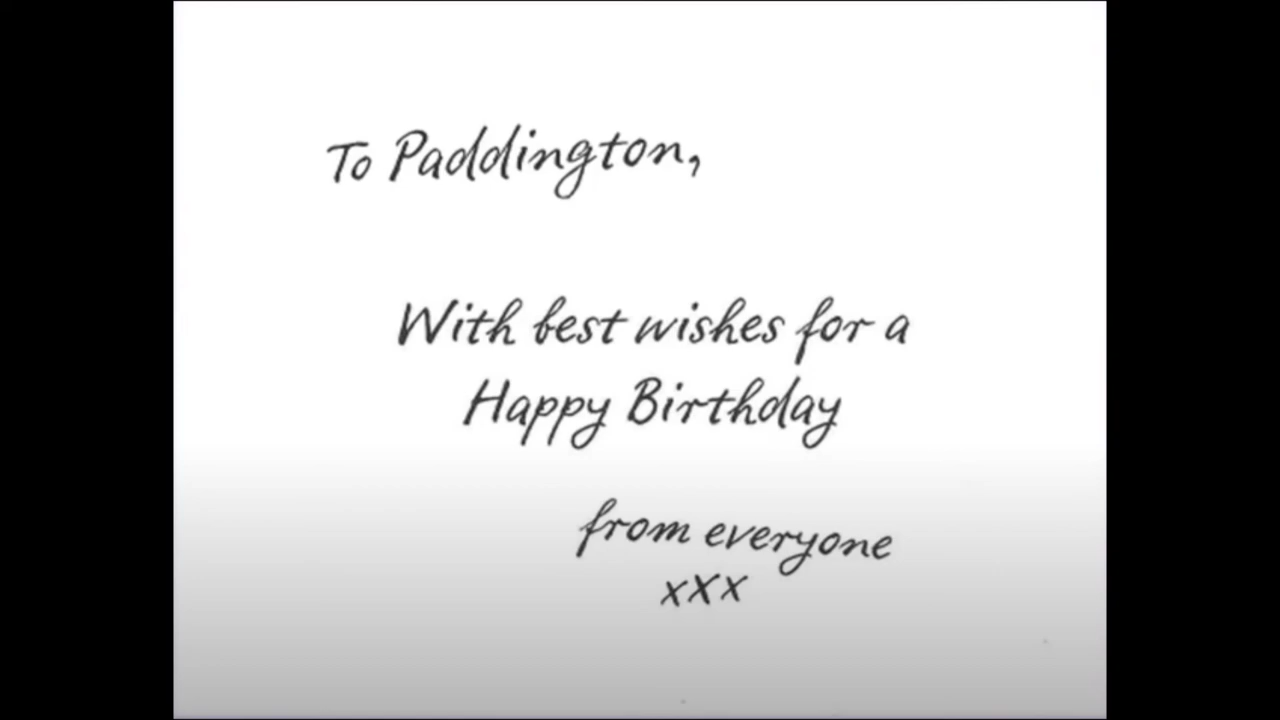 To Paddington,
With best wishes for a
Happy Birthday
from everyone
xXx